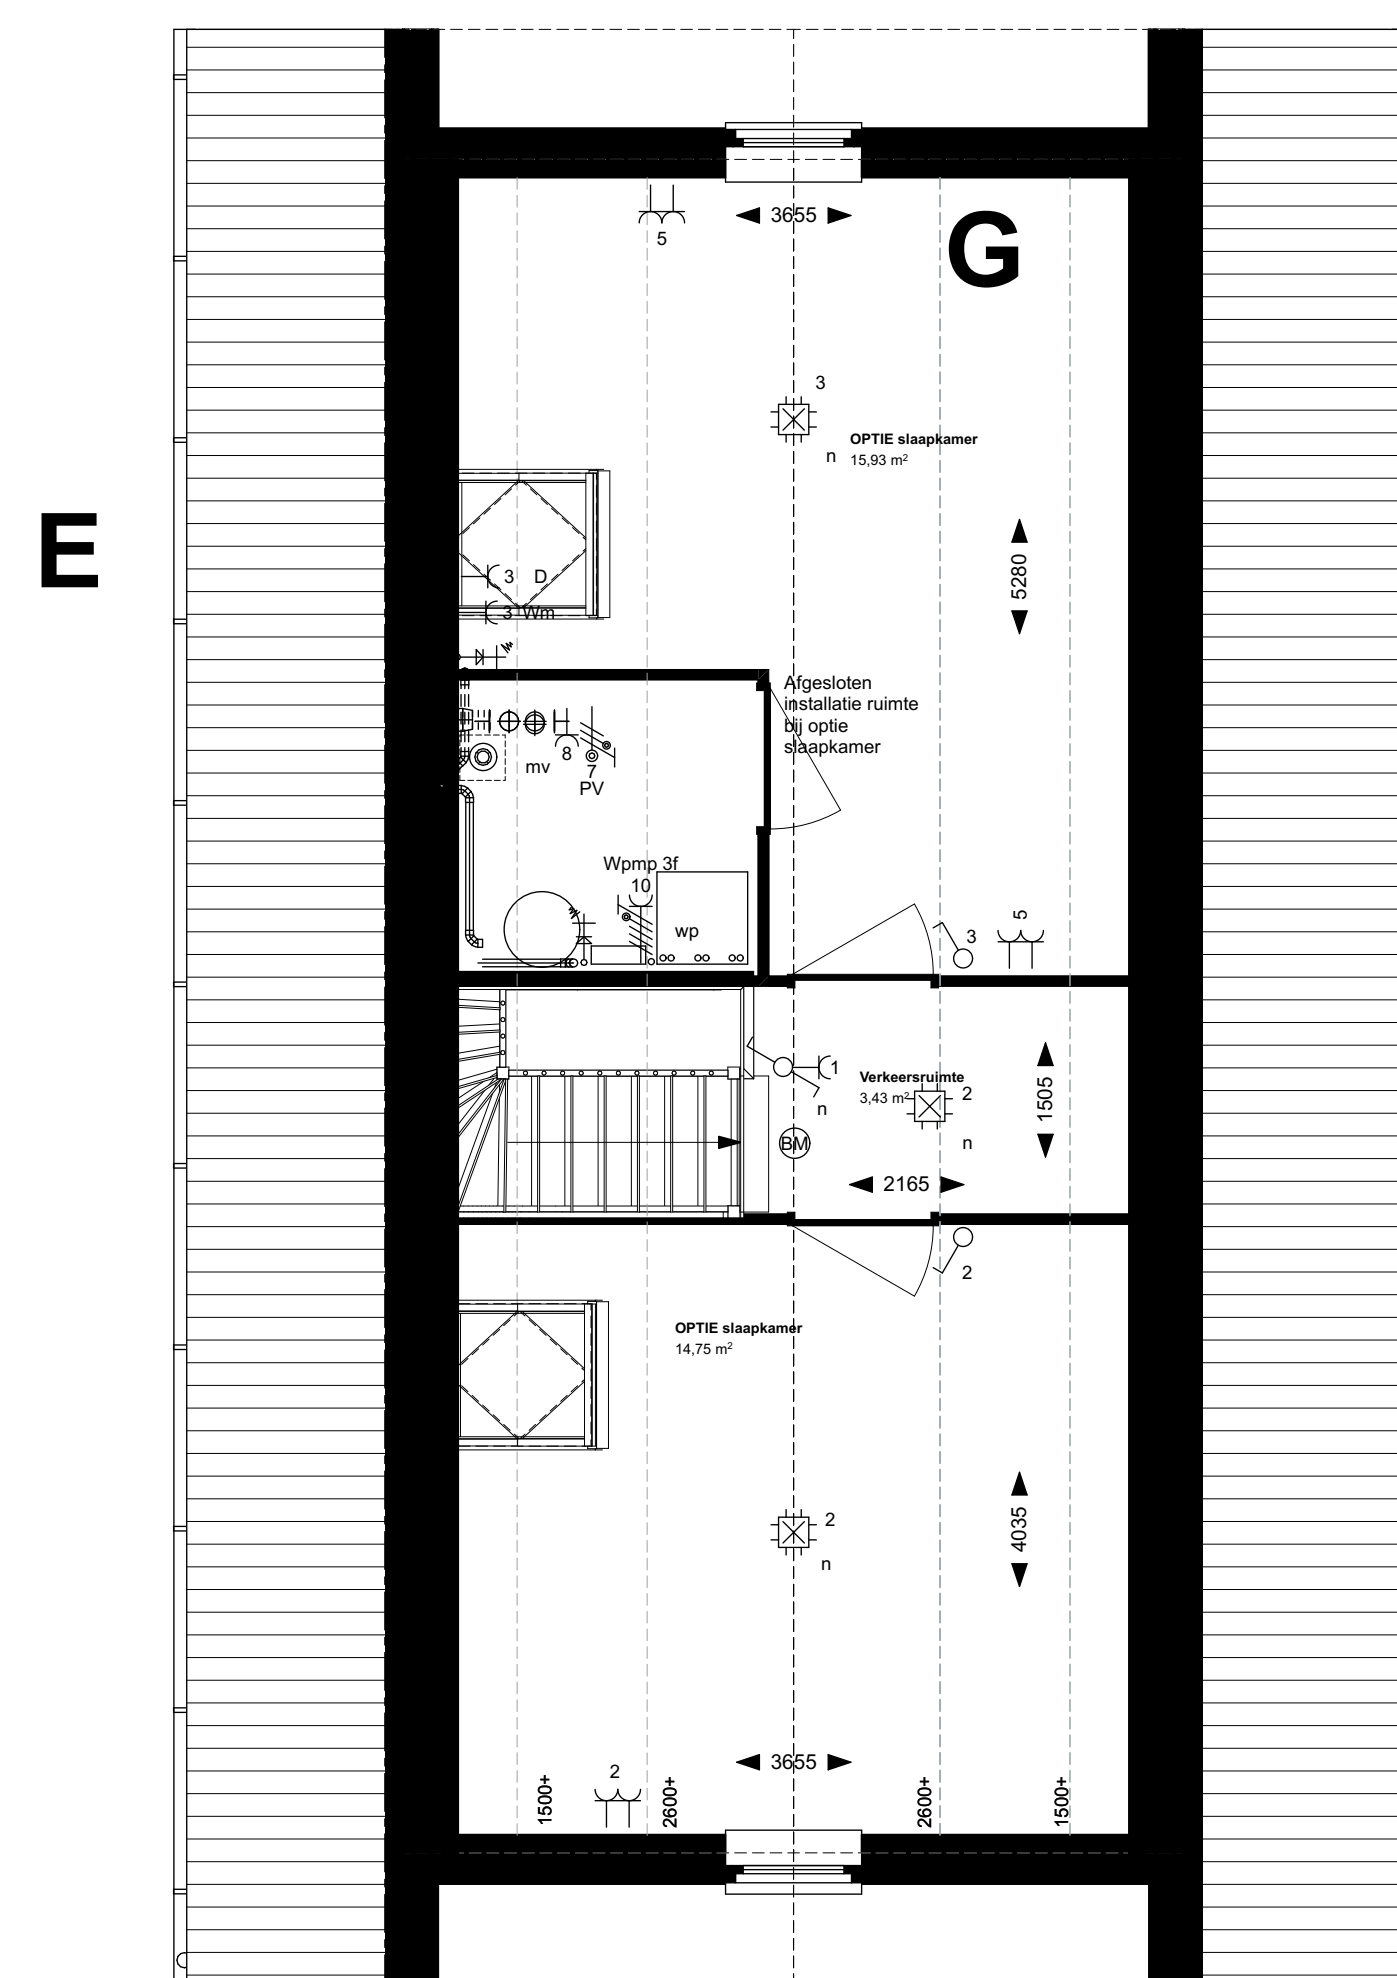 5
3655
G
3
OPTIE slaapkamer
n
15,93 m²
E
5280
3 D
3 Wm
Afgesloten
installatie ruimte
bij optie
slaapkamer
8
mv
7
PV
Wpmp 3f
10
wp
3
5
1
n
Verkeersruimte
3,43 m²
2
n
1505
BM
2165
2
OPTIE slaapkamer
14,75 m²
2
n
4035
3655
2
1500+
2600+
2600+
1500+